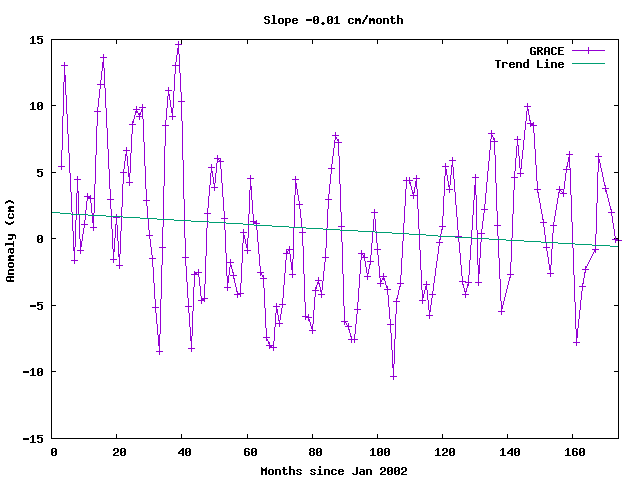 Slope -0.01 cm/month
GRACE
Trend Line
15
10
5
0
-5
-10
-15
Anomaly (cm)
0 20 40 60 80 100 120 140 160
Months since Jan 2002